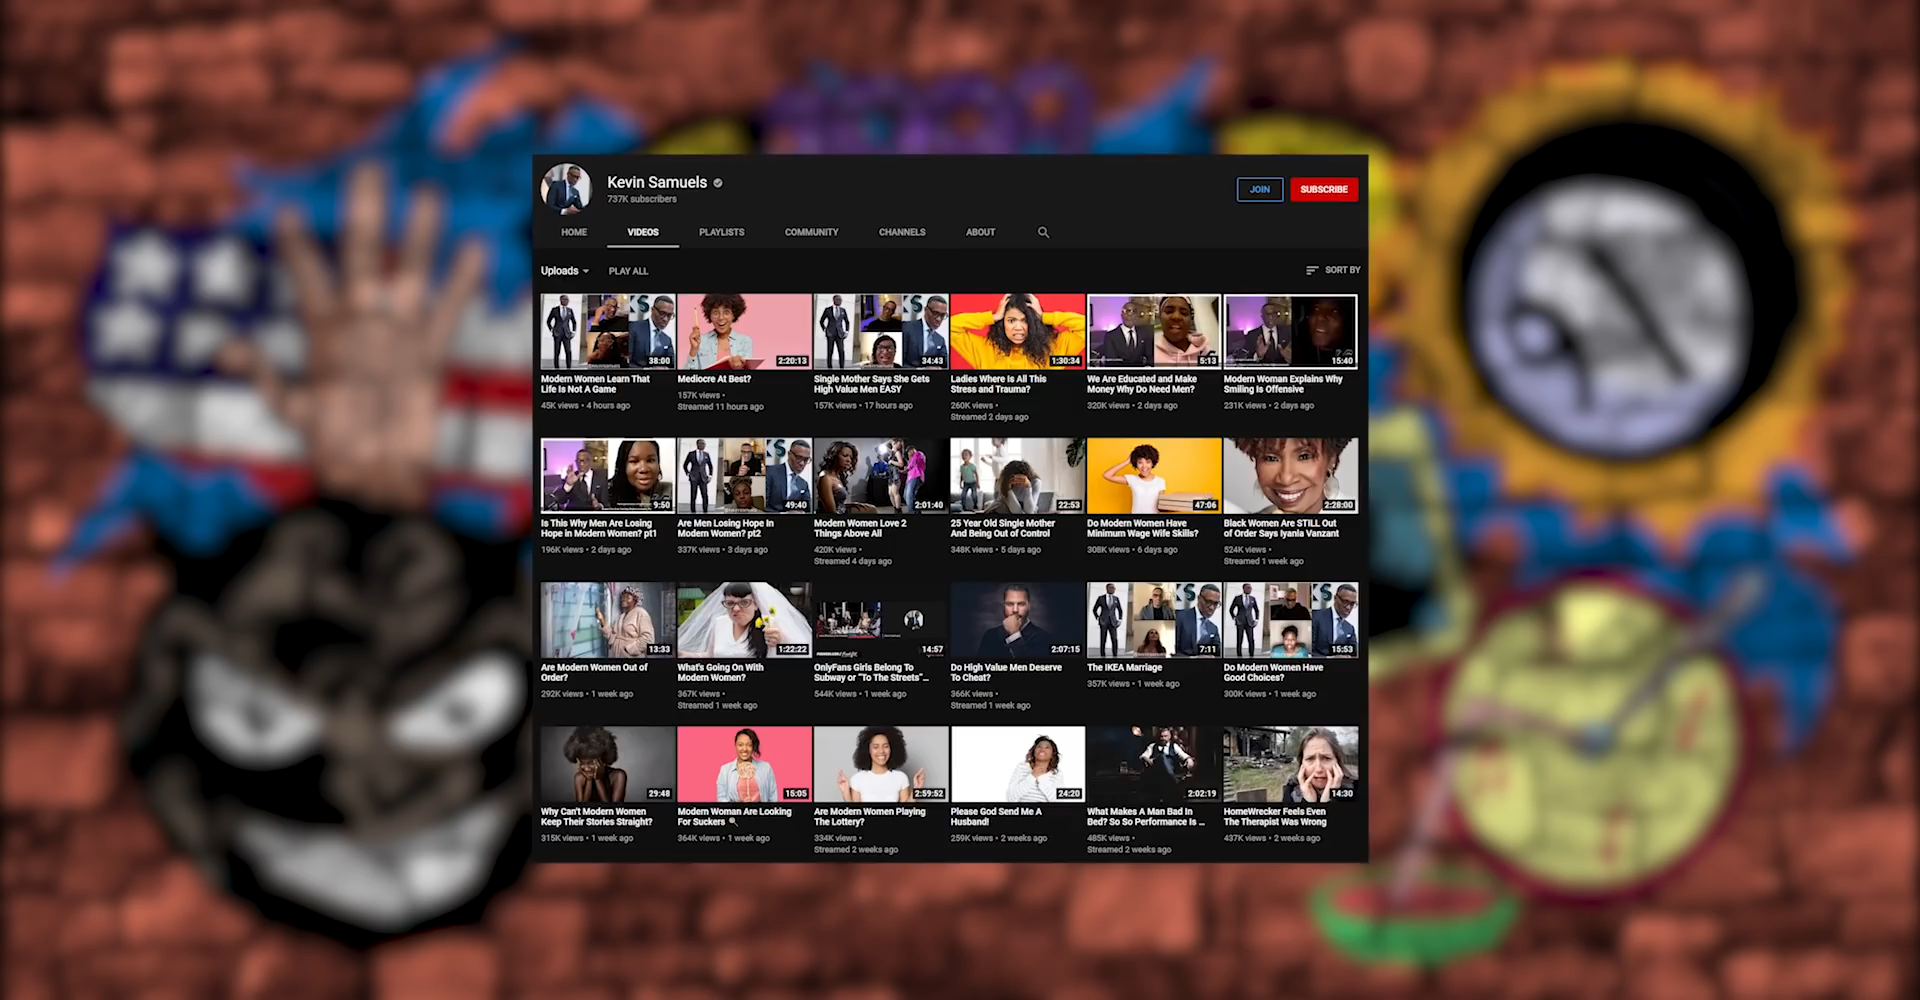 Kevin Samuels
737K subscribers
JOIN
SUBSCRIBE
HOME
VIDEOS
PLAYLISTS
COMMUNITY
CHANNELS
ABOUT
Uploads
PLAY ALL
SORT BY
38:00
Modern Women Learn That
Life Is Not A Game
45K views • 4 hours ago
2:20:13
Mediocre At Best?
157K views •
Streamed 11 hours ago
34:43
Single Mother Says She Gets
High Value Men EASY
157K views • 17 hours ago
1:30:34
Ladies Where Is All This
Stress and Trauma?
260K views •
Streamed 2 days ago
5:13
We Are Educated and Make
Money Why Do Need Men?
320K views • 2 days ago
15:40
Modern Woman Explains Why
Smiling Is Offensive
231K views • 2 days ago
9:50
Is This Why Men Are Losing
Hope in Modern Women? pt1
196K views • 2 days ago
49:40
Are Men Losing Hope In
Modern Women? pt2
337K views • 3 days ago
2:01:40
Modern Women Love 2
Things Above All
420K views •
Streamed 4 days ago
22:53
25 Year Old Single Mother
And Being Out of Control
348K views • 5 days ago
47:06
Do Modern Women Have
Minimum Wage Wife Skills?
308K views • 6 days ago
2:28:00
Black Women Are STILL Out
of Order Says Iyanla Vanzant
524K views •
Streamed 1 week ago
13:33
Are Modern Women Out of
Order?
292K views • 1 week ago
1:22:22
What's Going On With
Modern Women?
367K views •
Streamed 1 week ago
14:57
OnlyFans Girls Belong To
Subway or "To The Streets"...
544K views • 1 week ago
2:07:15
Do High Value Men Deserve
To Cheat?
366K views •
Streamed 1 week ago
7:11
The IKEA Marriage
357K views • 1 week ago
15:53
Do Modern Women Have
Good Choices?
300K views • 1 week ago
29:48
Why Can't Modern Women
Keep Their Stories Straight?
315K views • 1 week ago
15:05
Modern Woman Are Looking
For Suckers 🍭
364K views • 1 week ago
2:59:52
Are Modern Women Playing
The Lottery?
334K views •
Streamed 2 weeks ago
24:20
Please God Send Me A
Husband!
259K views • 2 weeks ago
2:02:19
What Makes A Man Bad In
Bed? So So Performance Is ...
485K views •
Streamed 2 weeks ago
14:30
HomeWrecker Feels Even
The Therapist Was Wrong
437K views • 2 weeks ago